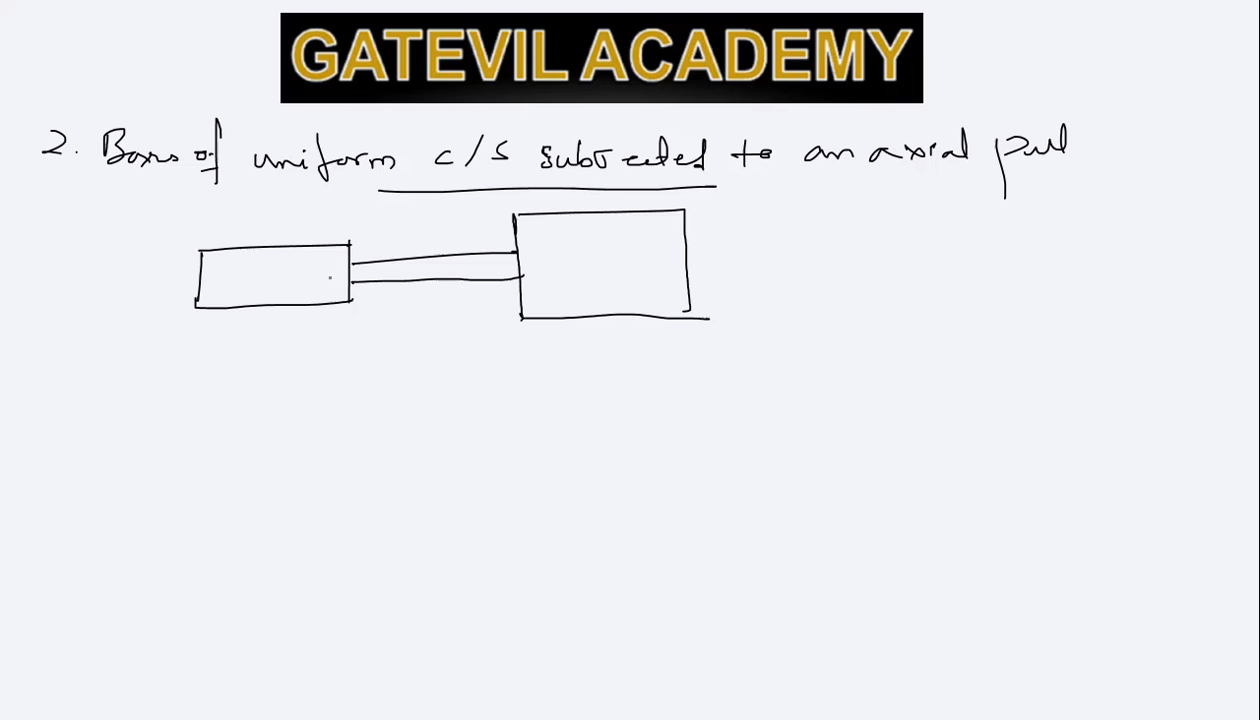 GATEVIL ACADEMY
2. Bars of uniform c/s subjected to an axial pull